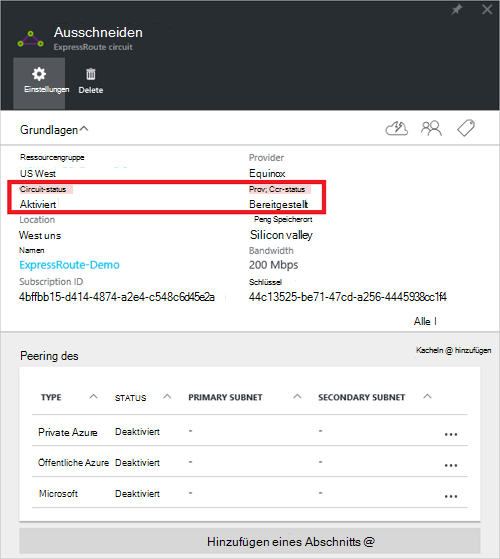 Ausschneiden
ExpressRoute circuit
Einstellungen Delete
Grundlagen
Ressourcengruppe Provider
US West Equinox
Circuit-status Prov; Ccr-status
Aktiviert Bereitgestellt
Location Peng Speicherort
West uns Silicon valley
Namen Bandwidth
ExpressRoute-Demo 200 Mbps
Subscription ID Schlüssel
4bffbb15-d414-4874-a2e4-c548c6d45e2a 44c13525-be71-47cd-a256-4445938cc1f4
Alle l
Peering des Kacheln @ hinzufügen
TYPE STATUS PRIMARY SUBNET SECONDARY SUBNET
Private Azure Deaktiviert - - ...
Öffentliche Azure Deaktiviert - - ...
Microsoft Deaktiviert - - ...
Hinzufügen eines Abschnitts @